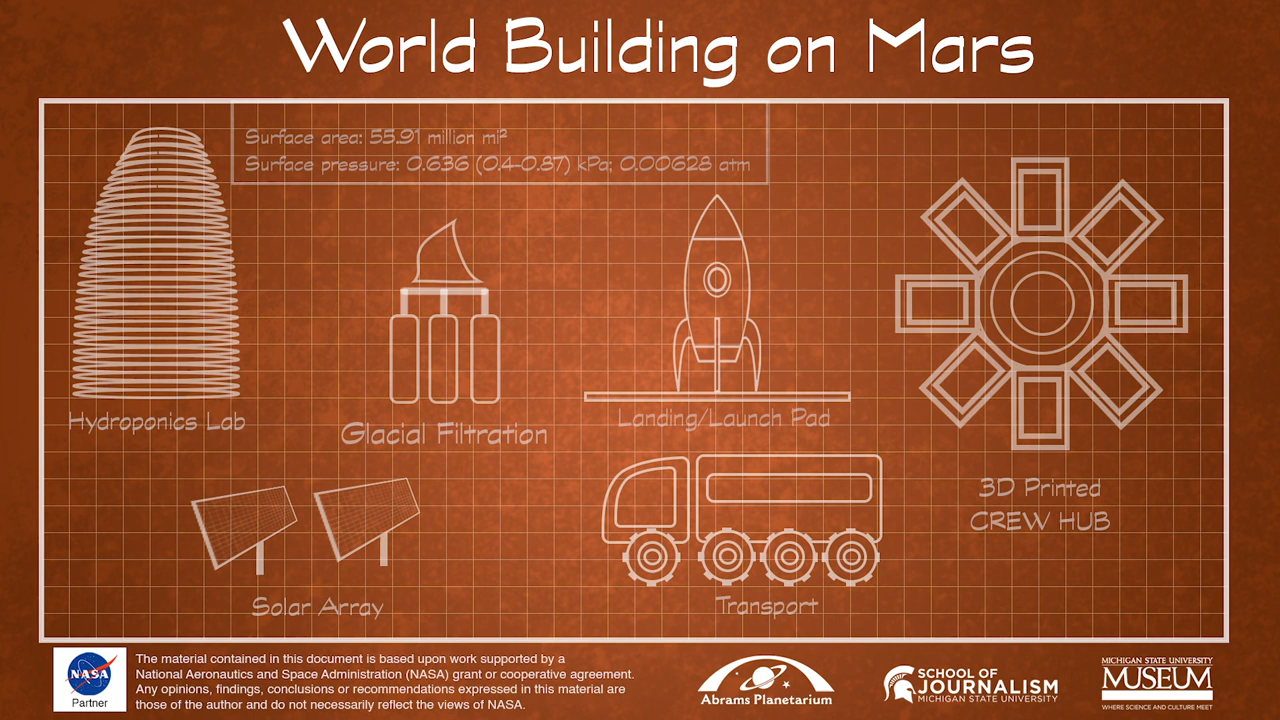 World Building on Mars
Surface area: 55.91 million mi²
Surface pressure: 0.636 (0.4-0.87) kPa; 0.00628 atm
Hydroponics Lab
Glacial Filtration
Landing/Launch Pad
3D Printed
CREW HUB
Solar Array
Transport
NASA
Partner
The material contained in this document is based upon work supported by a
National Aeronautics and Space Administration (NASA) grant or cooperative agreement.
Any opinions, findings, conclusions or recommendations expressed in this material are
those of the author and do not necessarily reflect the views of NASA.
Abrams Planetarium
SCHOOL OF
JOURNALISM
MICHIGAN STATE UNIVERSITY
MICHIGAN STATE UNIVERSITY
MUSEUM
WHERE SCIENCE AND CULTURE MEET